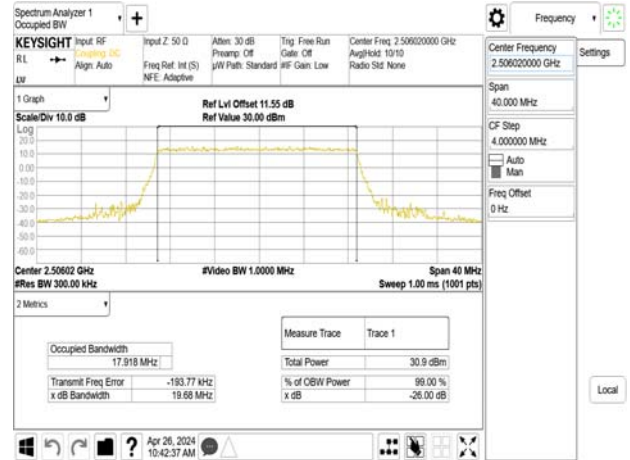 Spectrum Analyzer 1
Occupied BW
+
Frequency
KEYSIGHT
Input: RF
Input Z: 50 Ω
Atten: 30 dB
Trig: Free Run
Center Freq: 2.506020000 GHz
RL
Coupling: DC
Preamp: Off
Gate: Off
Avg|Hold: 10/10
Align: Auto
Freq Ref: Int (S)
µW Path: Standard
#IF Gain: Low
Radio Std: None
NFE: Adaptive
Center Frequency
2.506020000 GHz
Settings
Span
40.000 MHz
CF Step
4.000000 MHz
Auto
Man
Freq Offset
0 Hz
1 Graph
Ref Lvl Offset 11.55 dB
Scale/Div 10.0 dB
Ref Value 30.00 dBm
Log
20.0
10.0
0.00
-10.0
-20.0
-30.0
-40.0
-50.0
-60.0
Center 2.50602 GHz
#Video BW 1.0000 MHz
Span 40 MHz
#Res BW 300.00 kHz
Sweep 1.00 ms (1001 pts)
2 Metrics
Measure Trace
Trace 1
Occupied Bandwidth
17.918 MHz
Total Power
30.9 dBm
Transmit Freq Error
-193.77 kHz
% of OBW Power
99.00 %
x dB Bandwidth
19.68 MHz
x dB
-26.00 dB
Local
?
Apr 26, 2024
10:42:37 AM